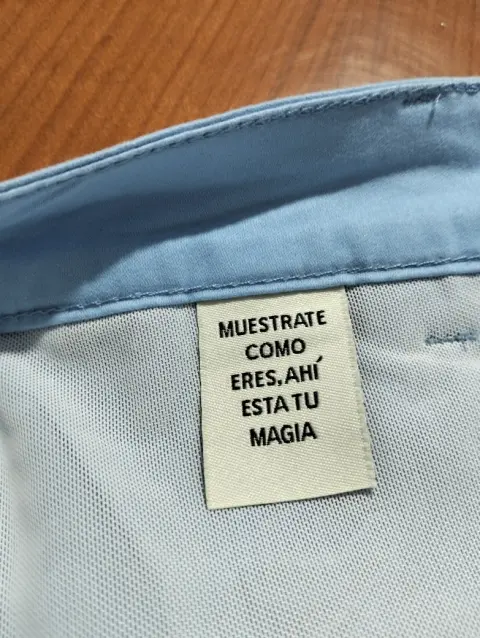 MUESTRATE
COMO
ERES, AHÍ
ESTA TU
MAGIA